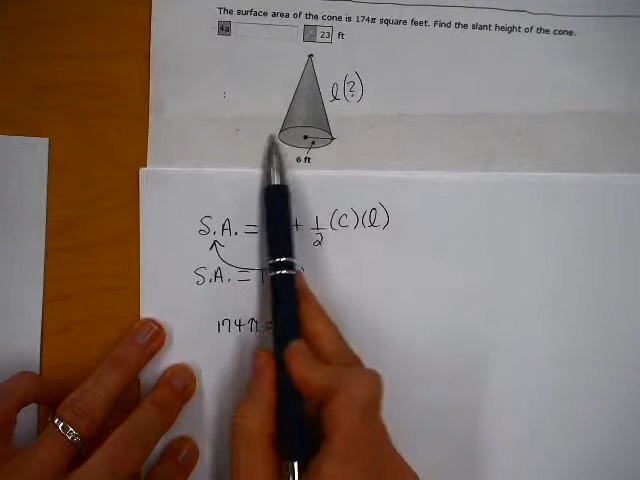 The surface area of the cone is 174π square feet. Find the slant height of the cone.
4a 23 ft
l(?)
6 ft
S.A. = + 1/2 (C)(l)
S.A. =
174π =